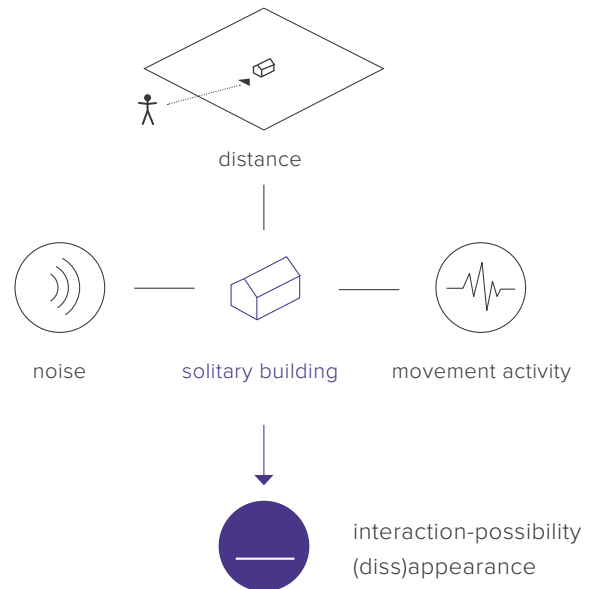 distance
noise
solitary building
movement activity
interaction-possibility
(diss)appearance